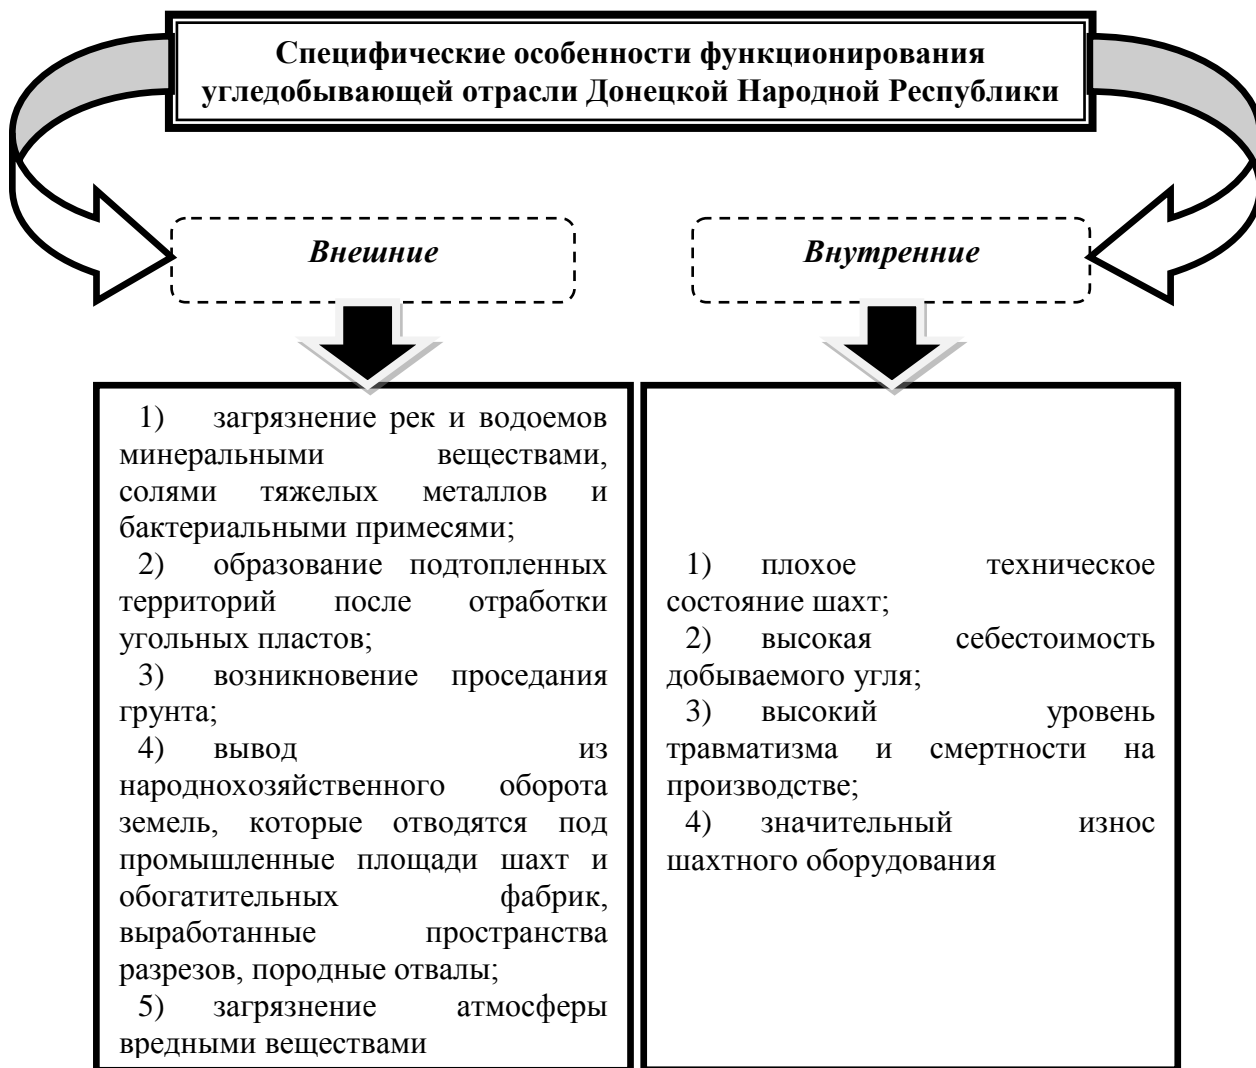 Специфические особенности функционирования
угледобывающей отрасли Донецкой Народной Республики
Внешние
Внутренние
1) загрязнение рек и водоемов
минеральными веществами,
солями тяжелых металлов и
бактериальными примесями;
2) образование подтопленных
территорий после отработки
угольных пластов;
3) возникновение проседания
грунта;
4) вывод из
народнохозяйственного оборота
земель, которые отводятся под
промышленные площади шахт и
обогатительных фабрик,
выработанные пространства
разрезов, породные отвалы;
5) загрязнение атмосферы
вредными веществами
1) плохое техническое
состояние шахт;
2) высокая себестоимость
добываемого угля;
3) высокий уровень
травматизма и смертности на
производстве;
4) значительный износ
шахтного оборудования